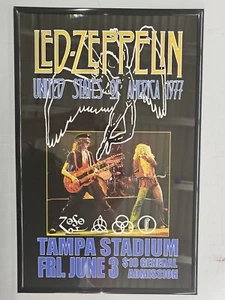 LED-ZEPPELIN
UNITED STATES OF AMERICA 1977
TAMPA STADIUM
FRI. JUNE 3 $10 GENERAL
ADMISSION